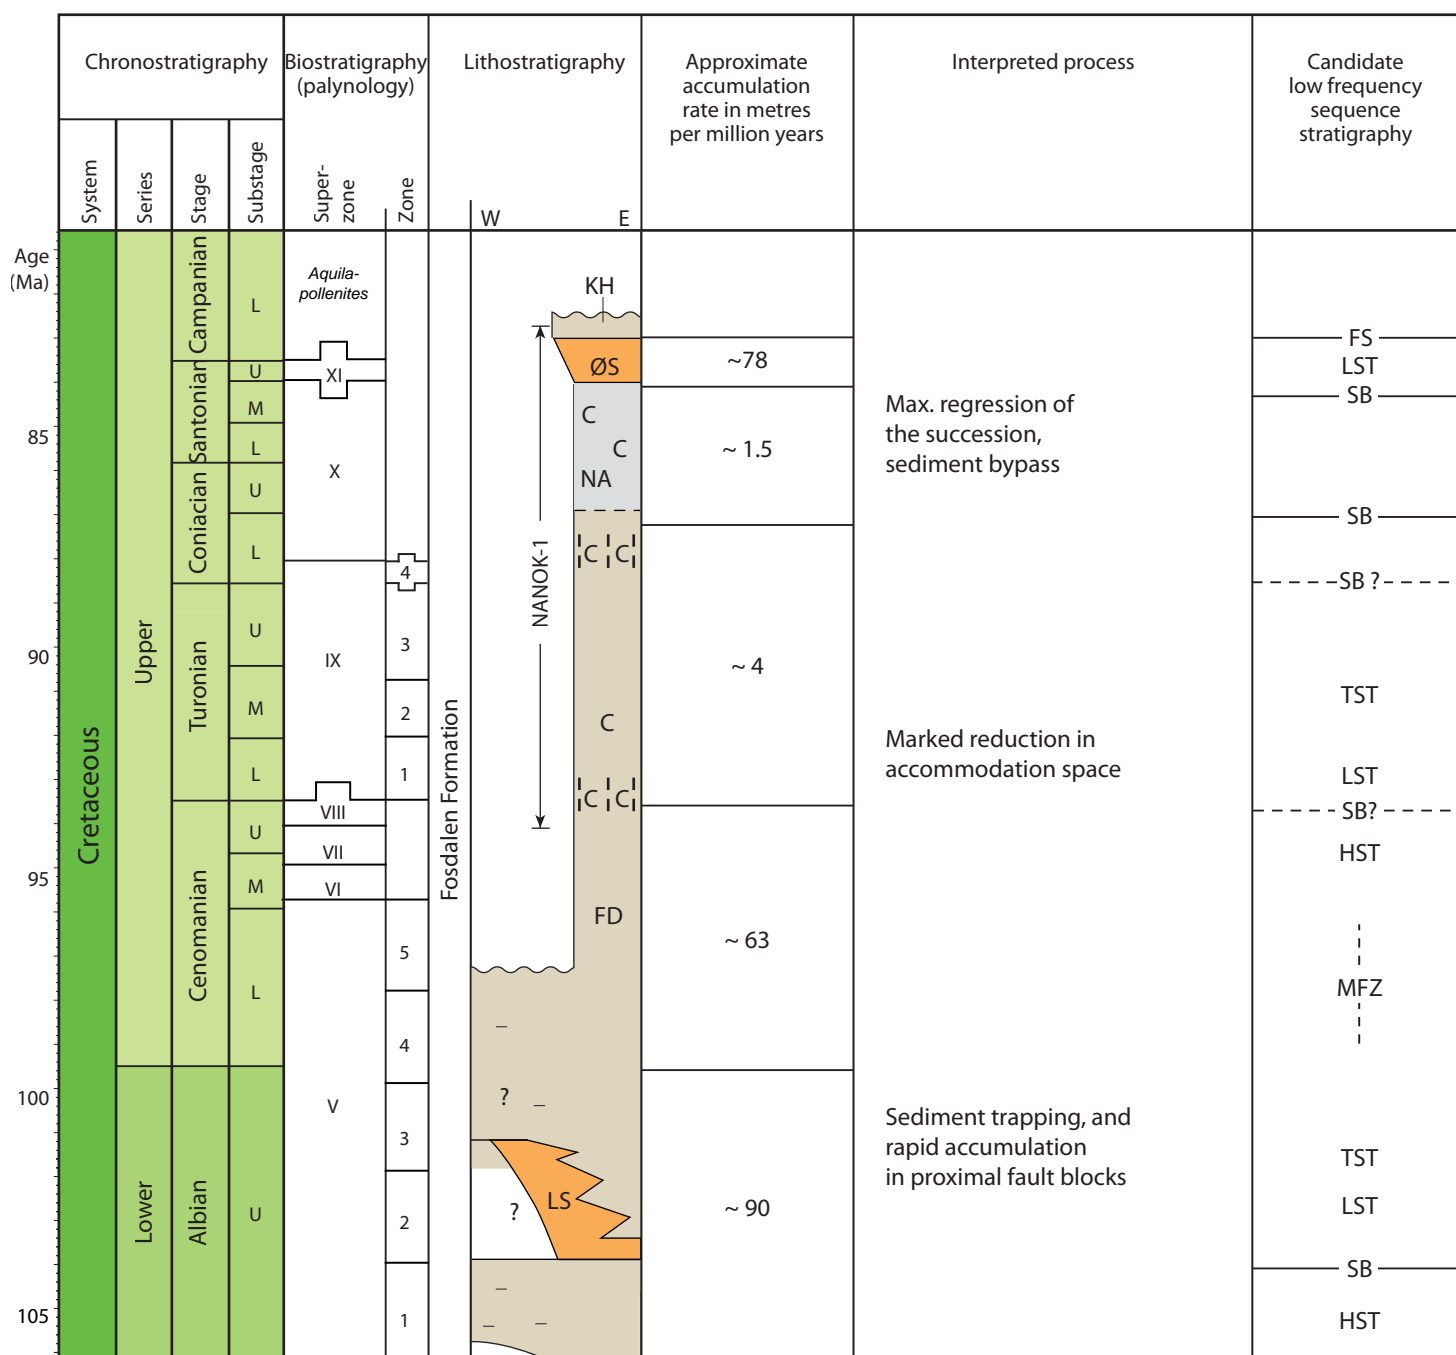 Chronostratigraphy
Biostratigraphy
(palynology)
Lithostratigraphy
Approximate
accumulation
rate in metres
per million years
Interpreted process
Candidate
low frequency
sequence
stratigraphy
System
Series
Stage
Substage
Super-
zone
Zone
W
E
Age
(Ma)
85
90
95
100
105
Cretaceous
Upper
Lower
Campanian
Santonian
Coniacian
Turonian
Cenomanian
Albian
L
U
M
L
U
L
U
M
L
U
M
L
U
Aquila-
pollenites
XI
X
IX
VIII
VII
VI
V
4
3
2
1
5
4
3
2
1
Fosdalen Formation
NANOK-1
KH
ØS
C
C
NA
C
C
C
C
C
FD
?
LS
?
~78
~ 1.5
~ 4
~ 63
~ 90
Max. regression of
the succession,
sediment bypass
Marked reduction in
accommodation space
Sediment trapping, and
rapid accumulation
in proximal fault blocks
FS
LST
SB
SB
SB ?
TST
LST
SB?
HST
MFZ
TST
LST
SB
HST